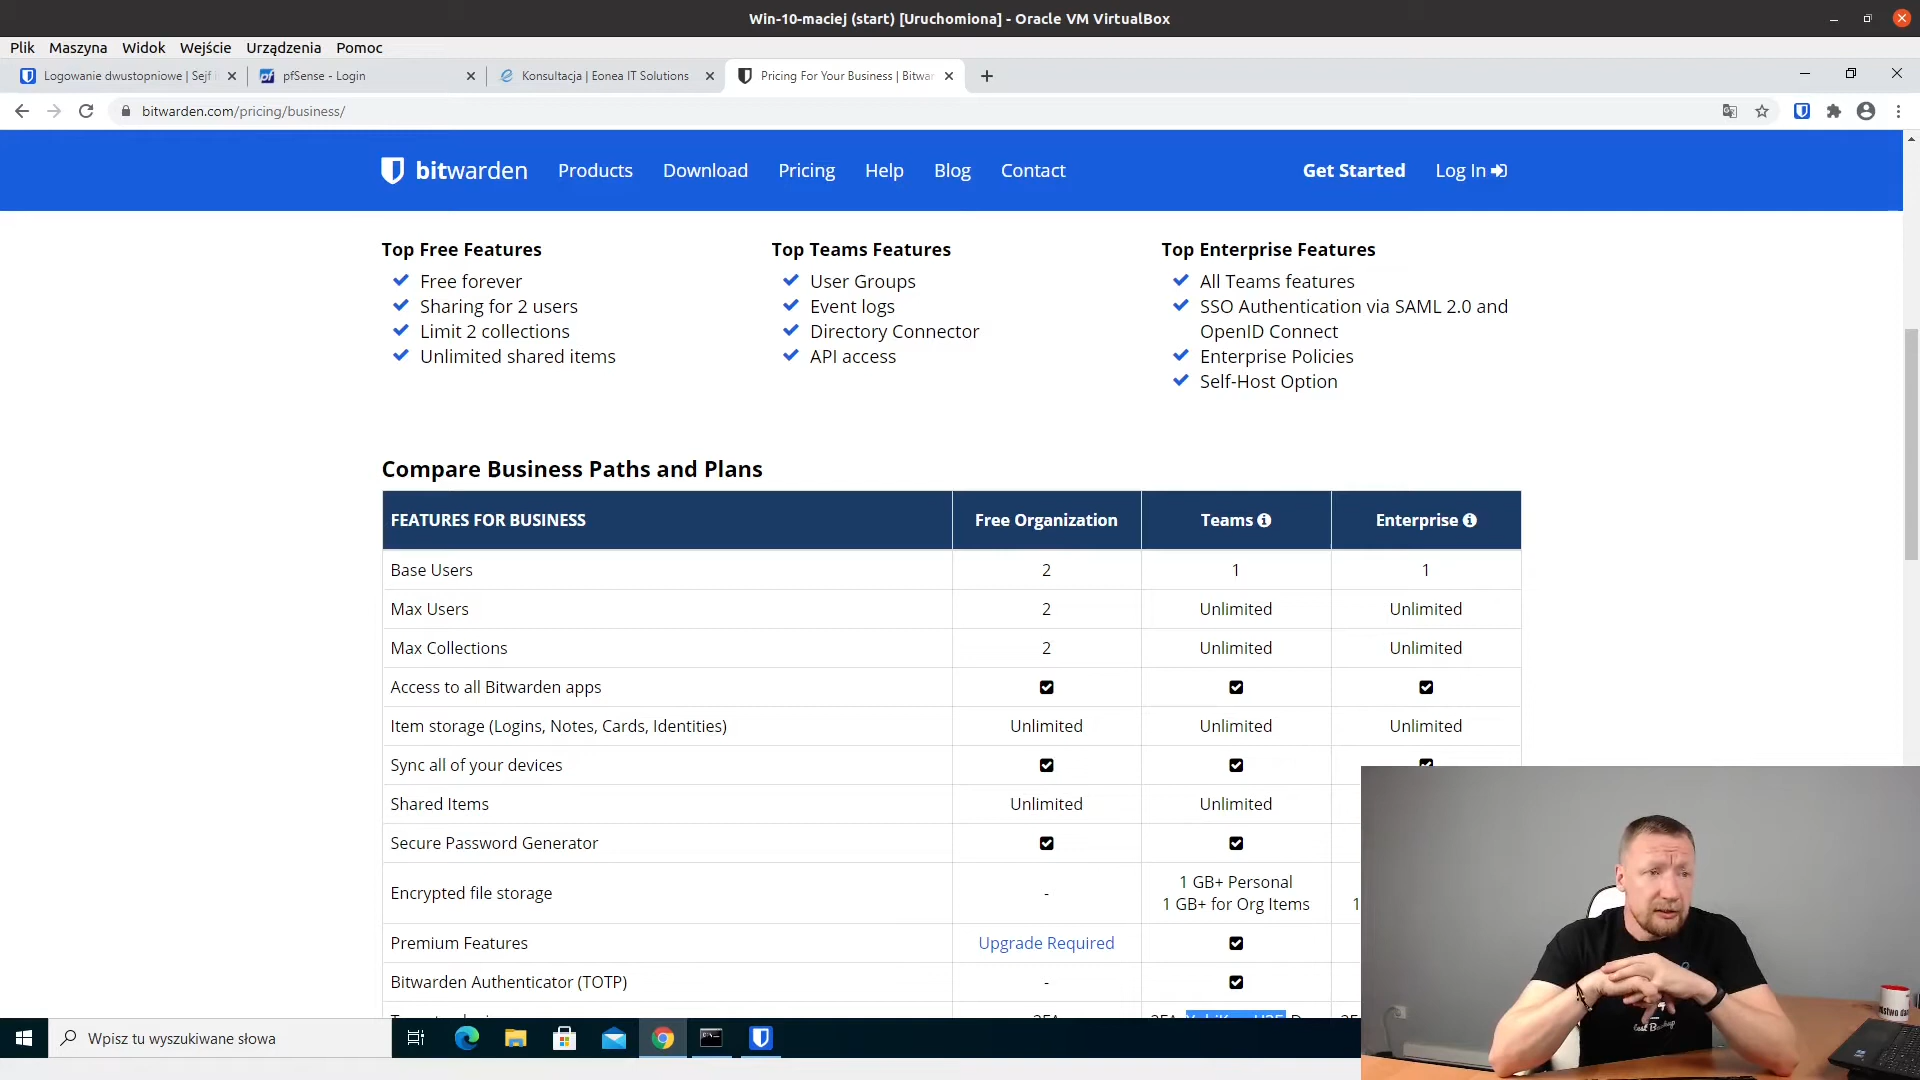 Win-10-maciej (start) [Uruchomiona] - Oracle VM VirtualBox
Plik Maszyna Widok Wejście Urządzenia Pomoc
Logowanie dwustopniowe | Sejf i
pfSense - Login
Konsultacja | Eonea IT Solutions
Pricing For Your Business | Bitwar
bitwarden.com/pricing/business/
bitwarden Products Download Pricing Help Blog Contact Get Started Log In
Top Free Features
Free forever
Sharing for 2 users
Limit 2 collections
Unlimited shared items
Top Teams Features
User Groups
Event logs
Directory Connector
API access
Top Enterprise Features
All Teams features
SSO Authentication via SAML 2.0 and
OpenID Connect
Enterprise Policies
Self-Host Option
Compare Business Paths and Plans
FEATURES FOR BUSINESS Free Organization Teams Enterprise
Base Users 2 1 1
Max Users 2 Unlimited Unlimited
Max Collections 2 Unlimited Unlimited
Access to all Bitwarden apps
Item storage (Logins, Notes, Cards, Identities) Unlimited Unlimited Unlimited
Sync all of your devices
Shared Items Unlimited Unlimited
Secure Password Generator
Encrypted file storage - 1 GB+ Personal
1 GB+ for Org Items 1
Premium Features Upgrade Required
Bitwarden Authenticator (TOTP) -
Wpisz tu wyszukiwane słowa